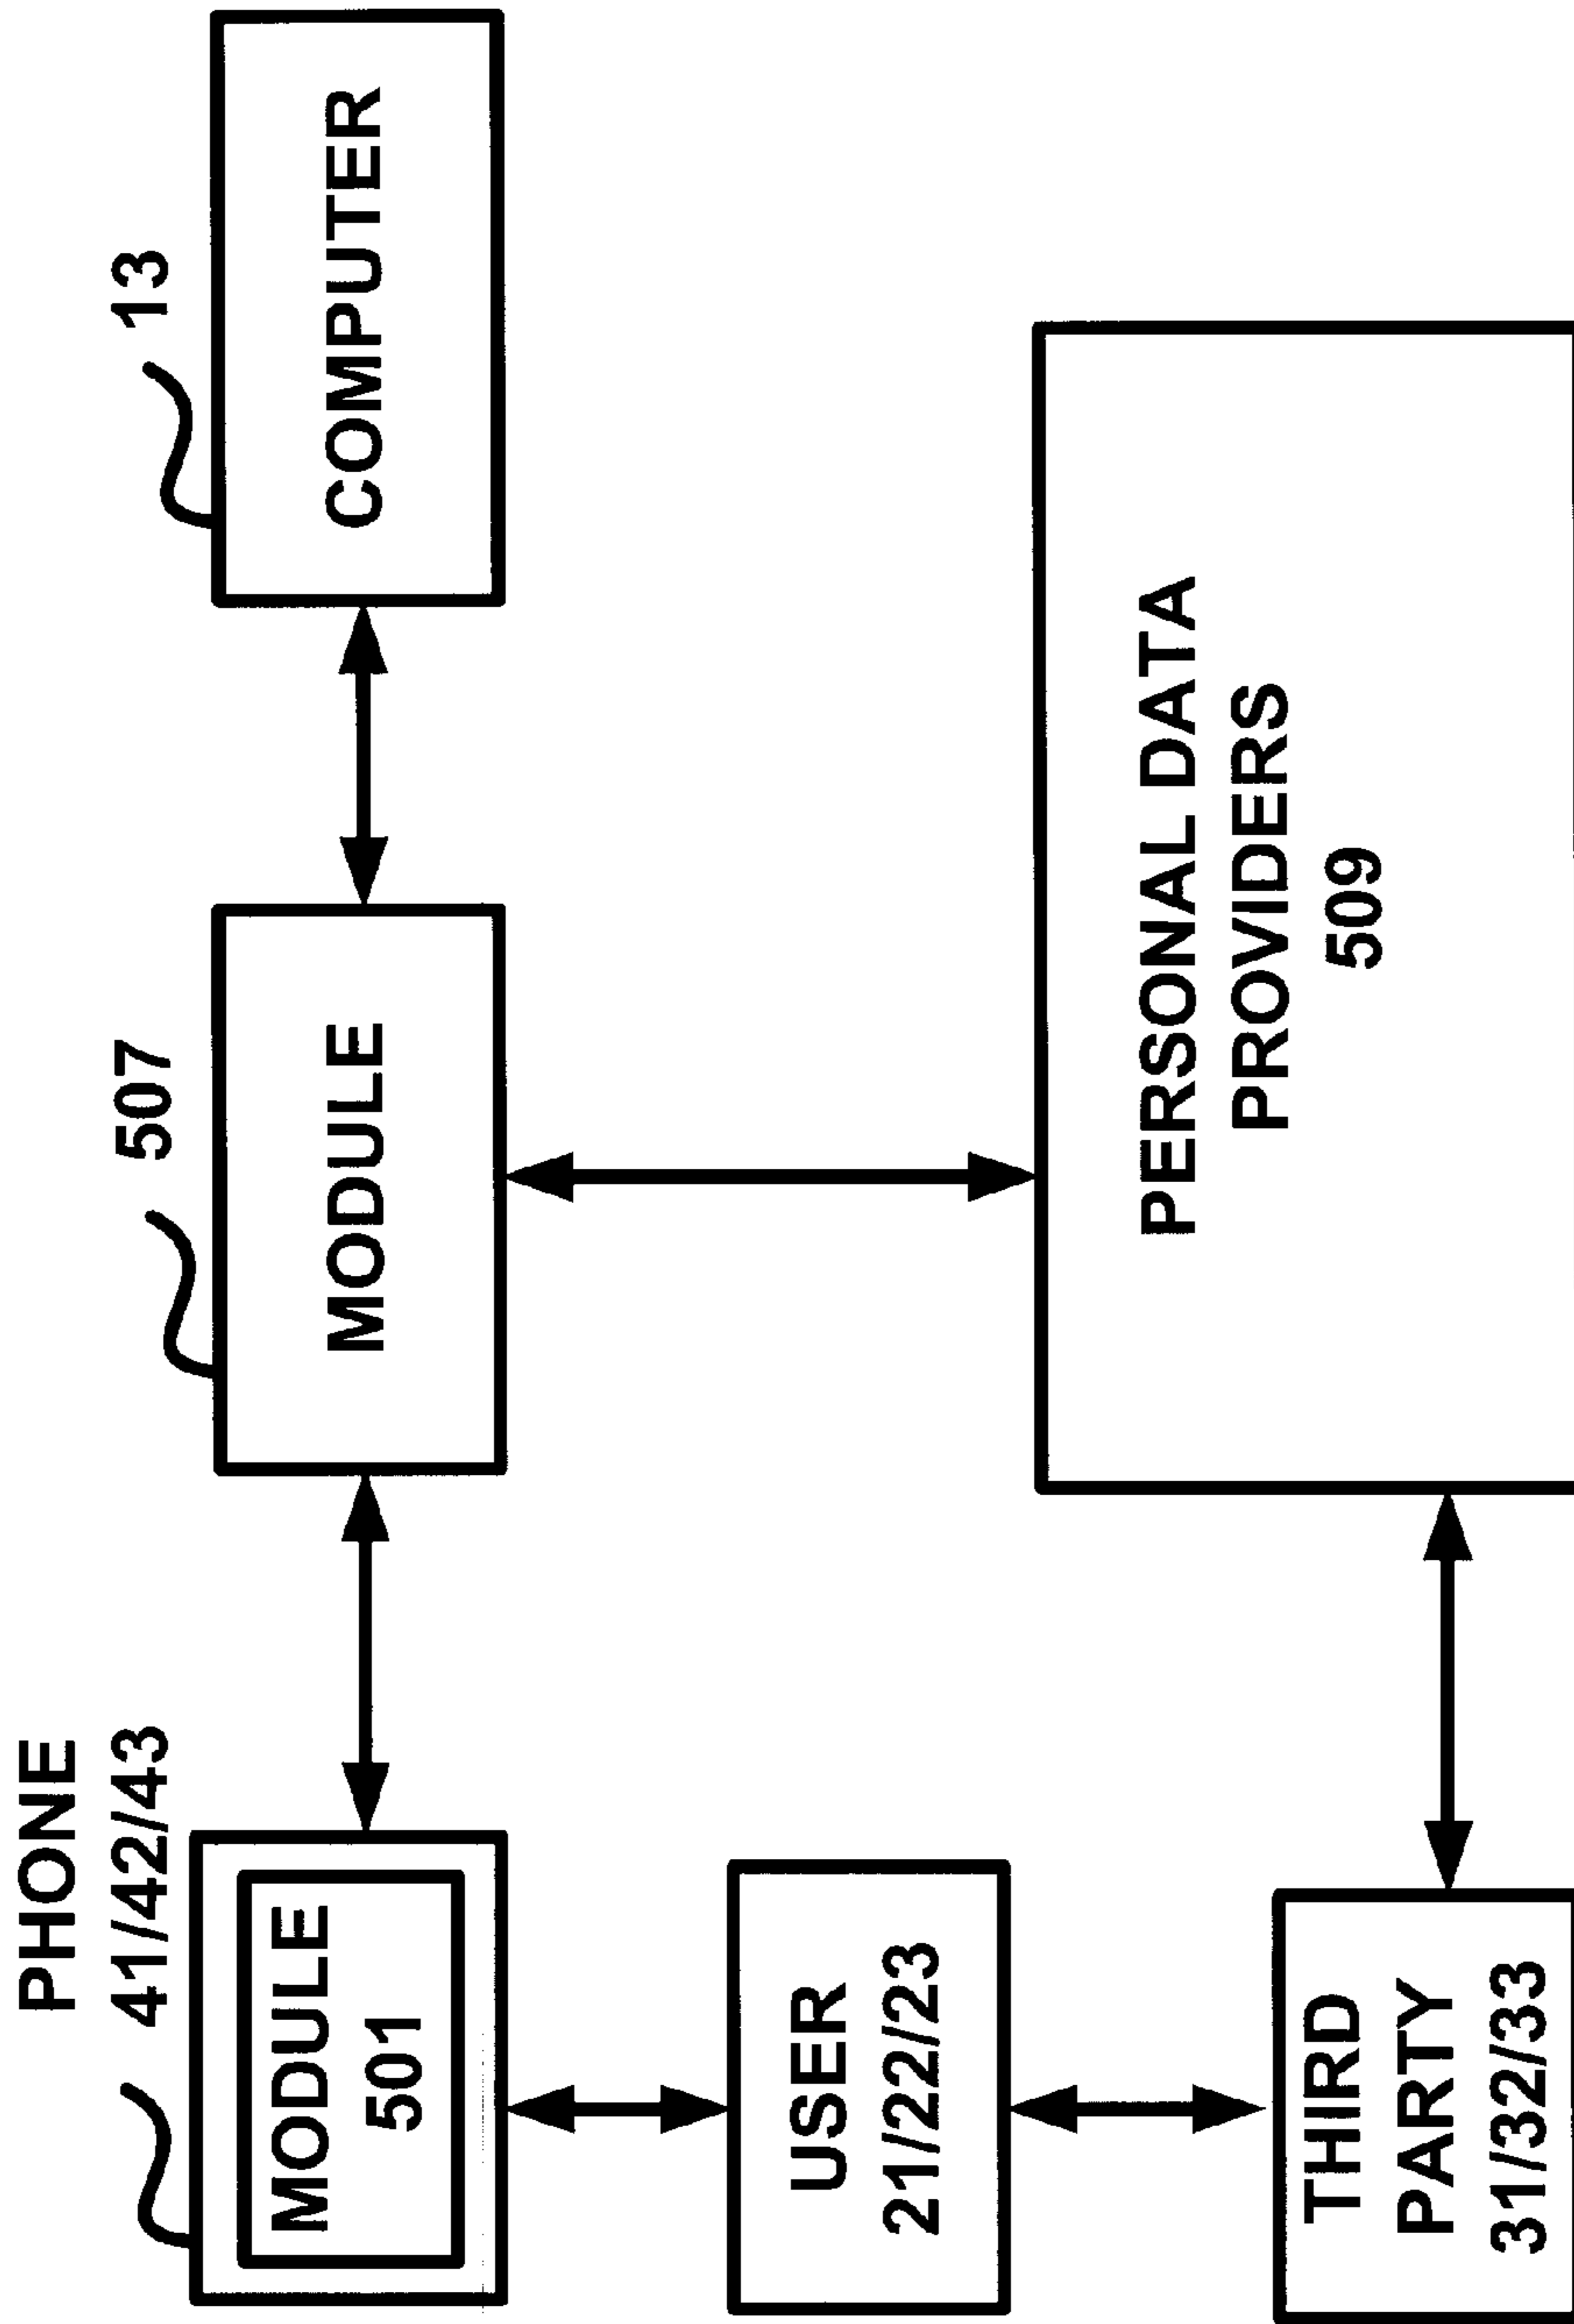 PHONE
41/42/43
MODULE
501
507
MODULE
13
COMPUTER
USER
21/22/23
THIRD
PARTY
31/32/33
PERSONAL DATA
PROVIDERS
509